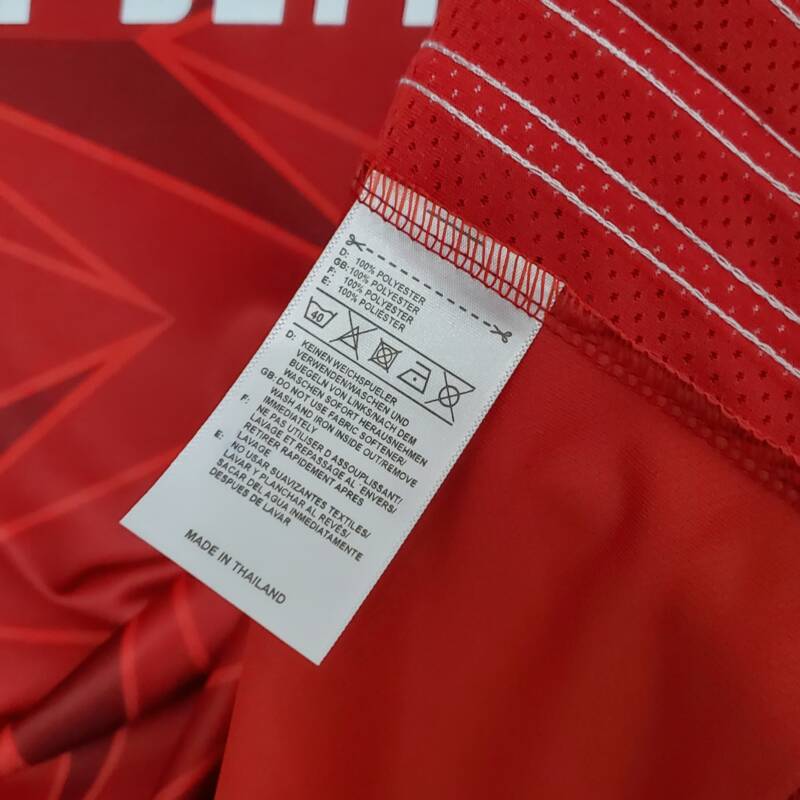 D: 100% POLYESTER
GB: 100% POLYESTER
F: 100% POLYESTER
E: 100% POLIÉSTER
40
D: KEINEN WEICHSPUELER
VERWENDEN/WASCHEN UND
BUEGELN VON LINKS/NACH DEM
WASCHEN SOFORT HERAUSNEHMEN
GB: DO NOT USE FABRIC SOFTENER/
WASH AND IRON INSIDE OUT/REMOVE
IMMEDIATELY
F: NE PAS UTILISER D ASSOUPLISSANT/
LAVAGE ET REPASSAGE AL 'ENVERS/
RETIRER RAPIDEMENT APRES
LAVAGE
E: NO USAR SUAVIZANTES TEXTILES/
LAVAR Y PLANCHAR AL REVÉS/
SACAR DEL AGUA INMEDIATAMENTE
DESPUÉS DE LAVAR
MADE IN THAILAND